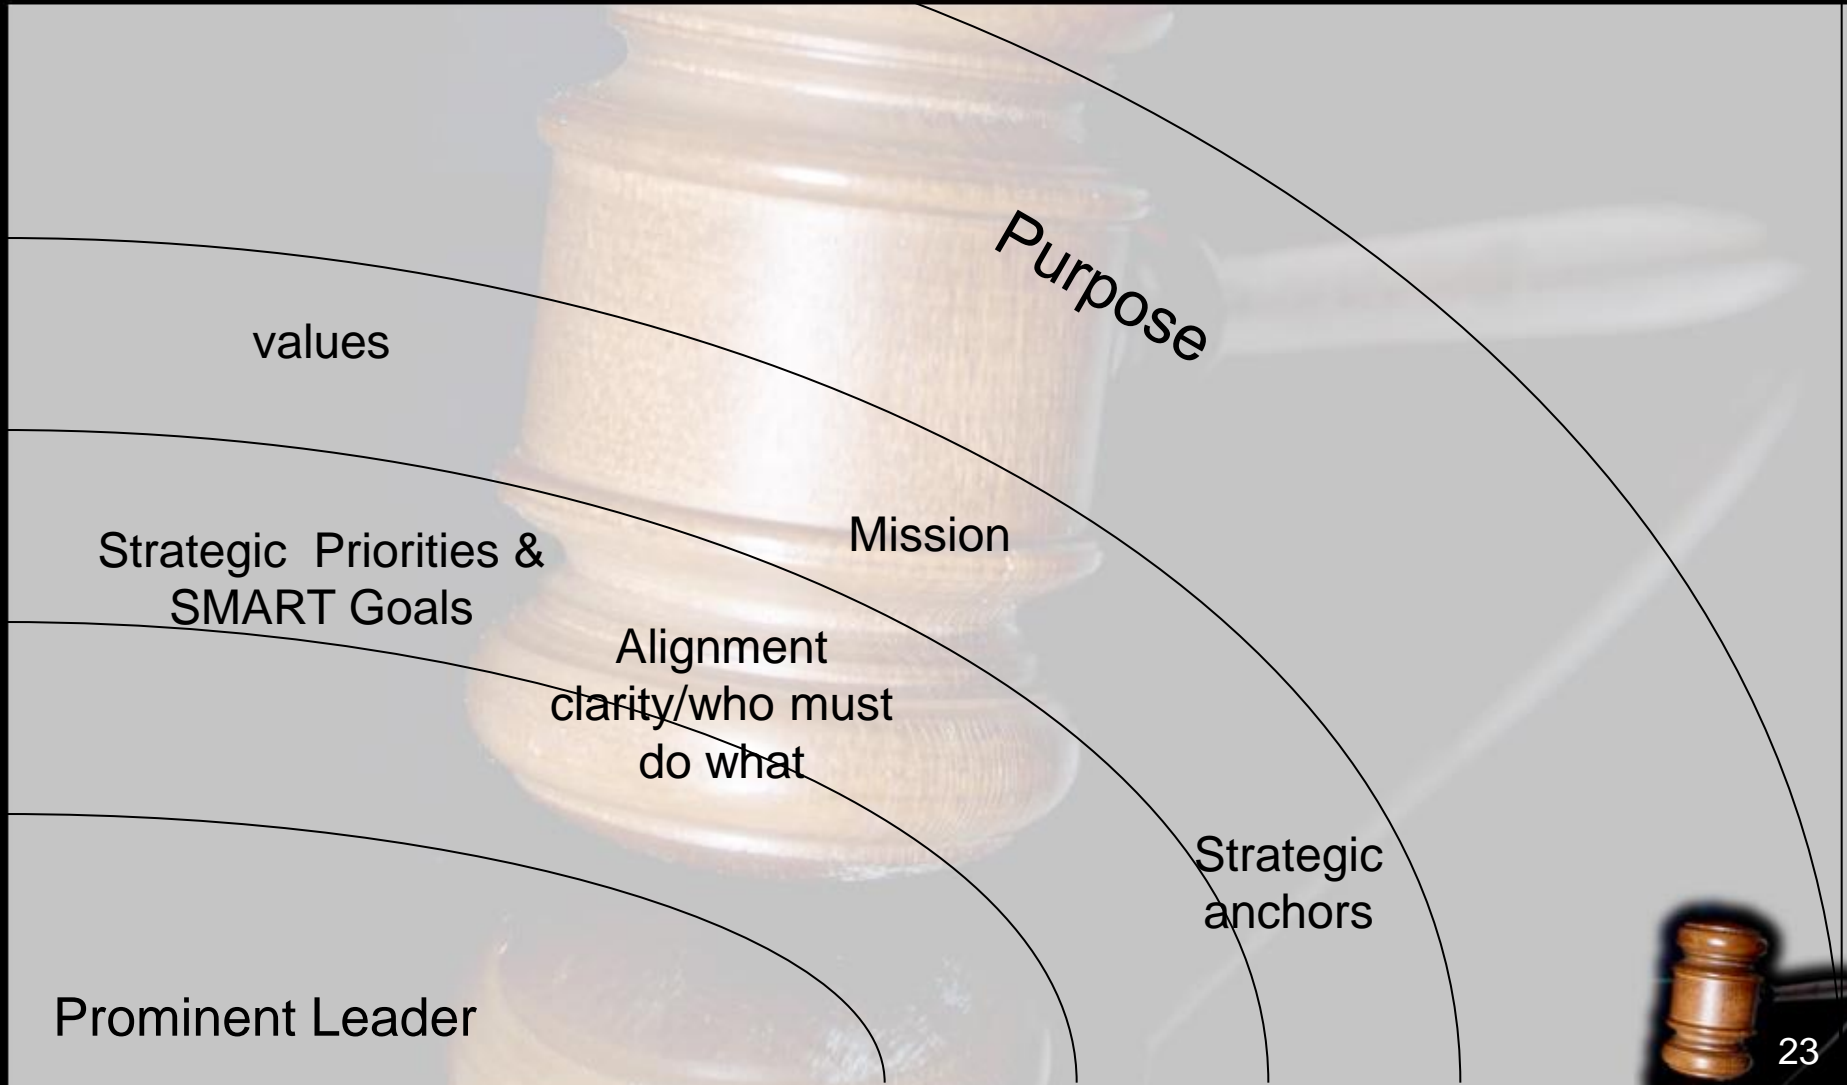 Purpose
values
Mission
Strategic  Priorities &
SMART Goals
Alignment
clarity/who must
do what
Strategic
anchors
Prominent Leader
23